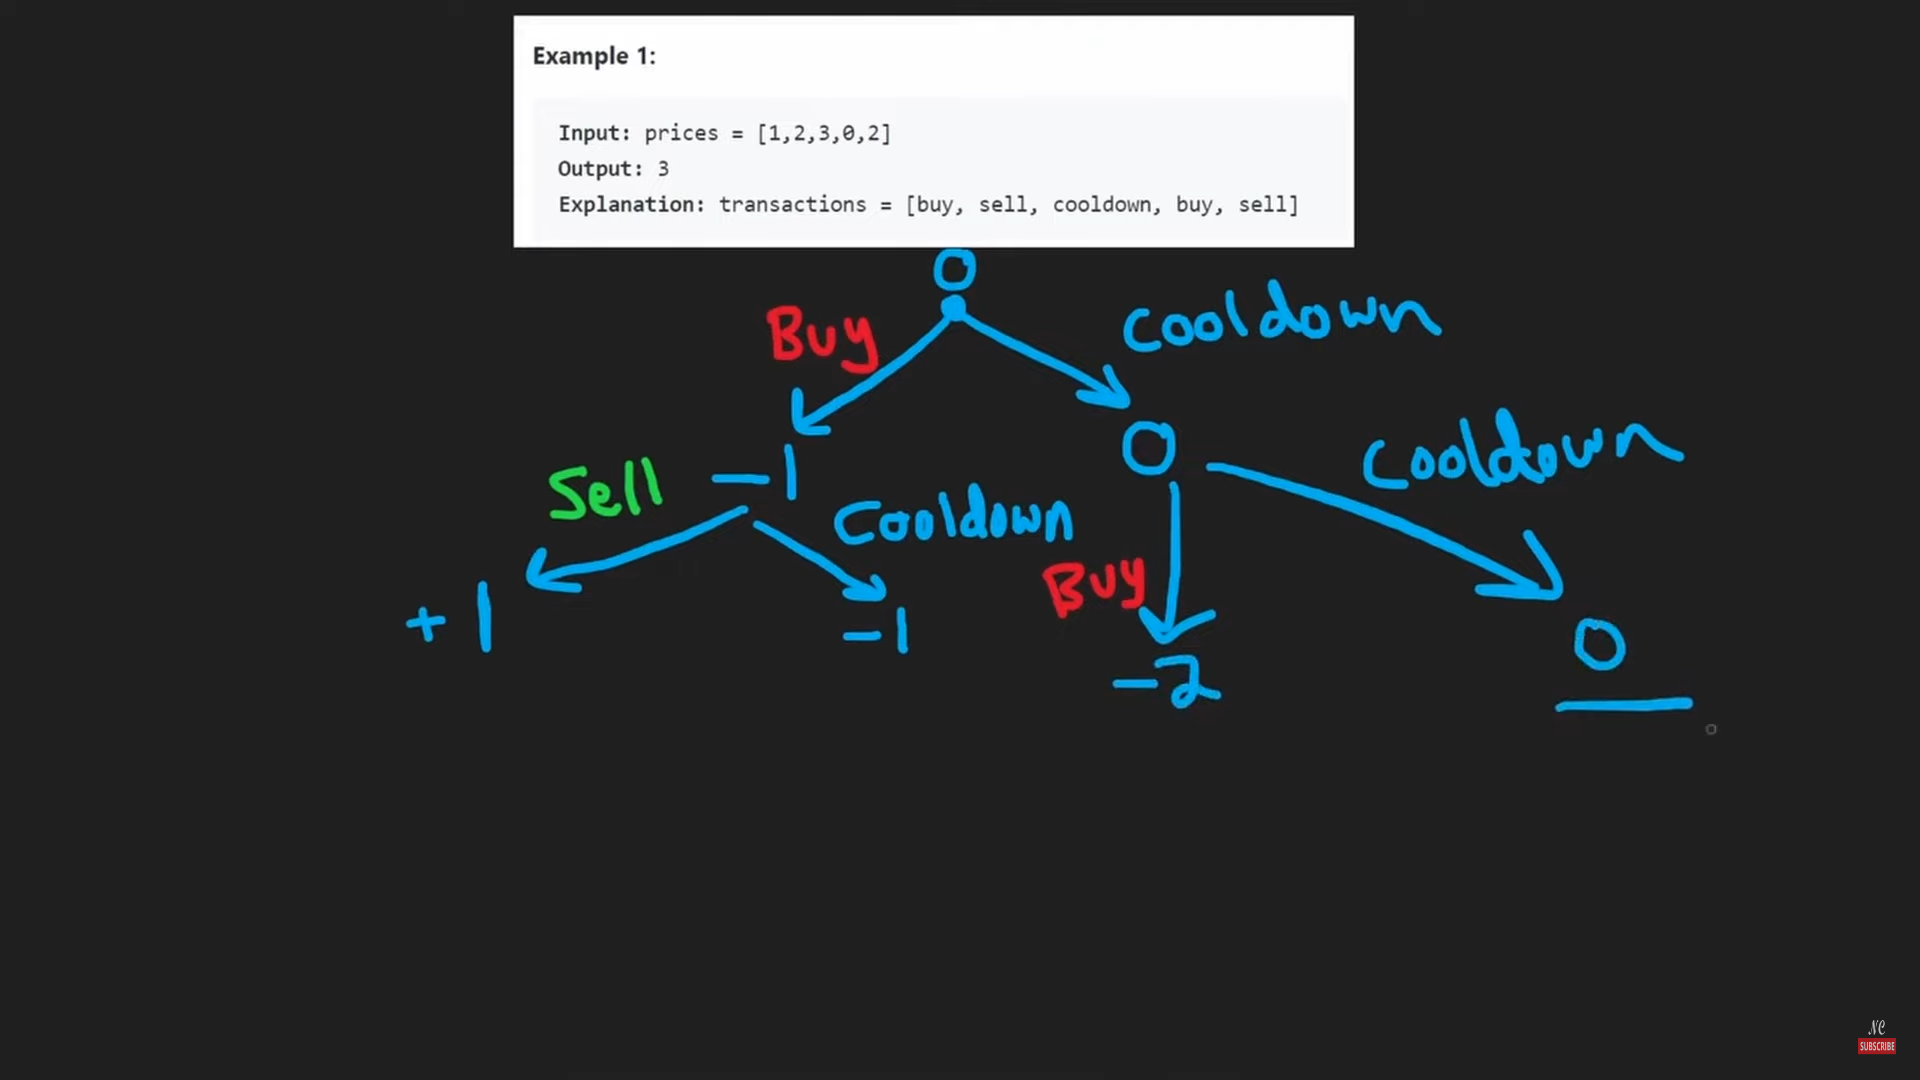 Example 1:
Input: prices = [1,2,3,0,2]
Output: 3
Explanation: transactions = [buy, sell, cooldown, buy, sell]
0
Buy
Cooldown
-1
0
Sell
Cooldown
Cooldown
Buy
+1
-1
-2
0
NC
SUBSCRIBE